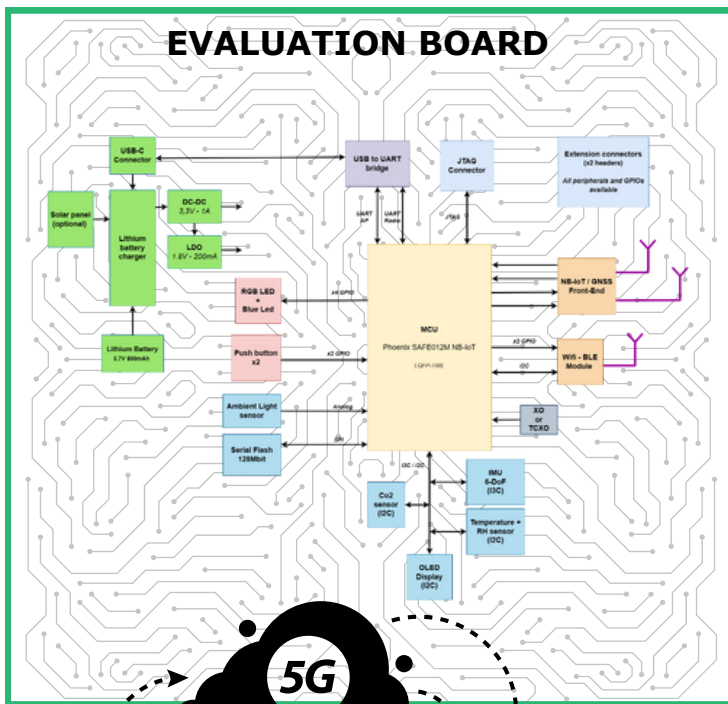 EVALUATION BOARD
USB-C
Connector
USB to UART
bridge
JTAG
Connector
Extension connectors
(x2 headers)
All peripherals and GPIOs
available
Solar panel
(optional)
Lithium
battery
charger
DC-DC
3,3V - 1A
LDO
1.8V - 200mA
UART
AP
UART
Radio
JTAG
RGB LED
+
Blue Led
x4 GPIO
MCU
Phoenix SAFE012M NB-IoT
NB-IoT / GNSS
Front-End
Lithium Battery
3.7V 800mAh
Push button
x2
x2 GPIO
x3 GPIO
I2C
Wifi - BLE
Module
Ambient Light
sensor
Analog
XO
or
TCXO
Serial Flash
128Mbit
SPI
I3C / I2C
Co2
sensor
(I2C)
IMU
6-DoF
(I3C)
Temperature +
RH sensor
(I2C)
OLED
Display
(I2C)
5G